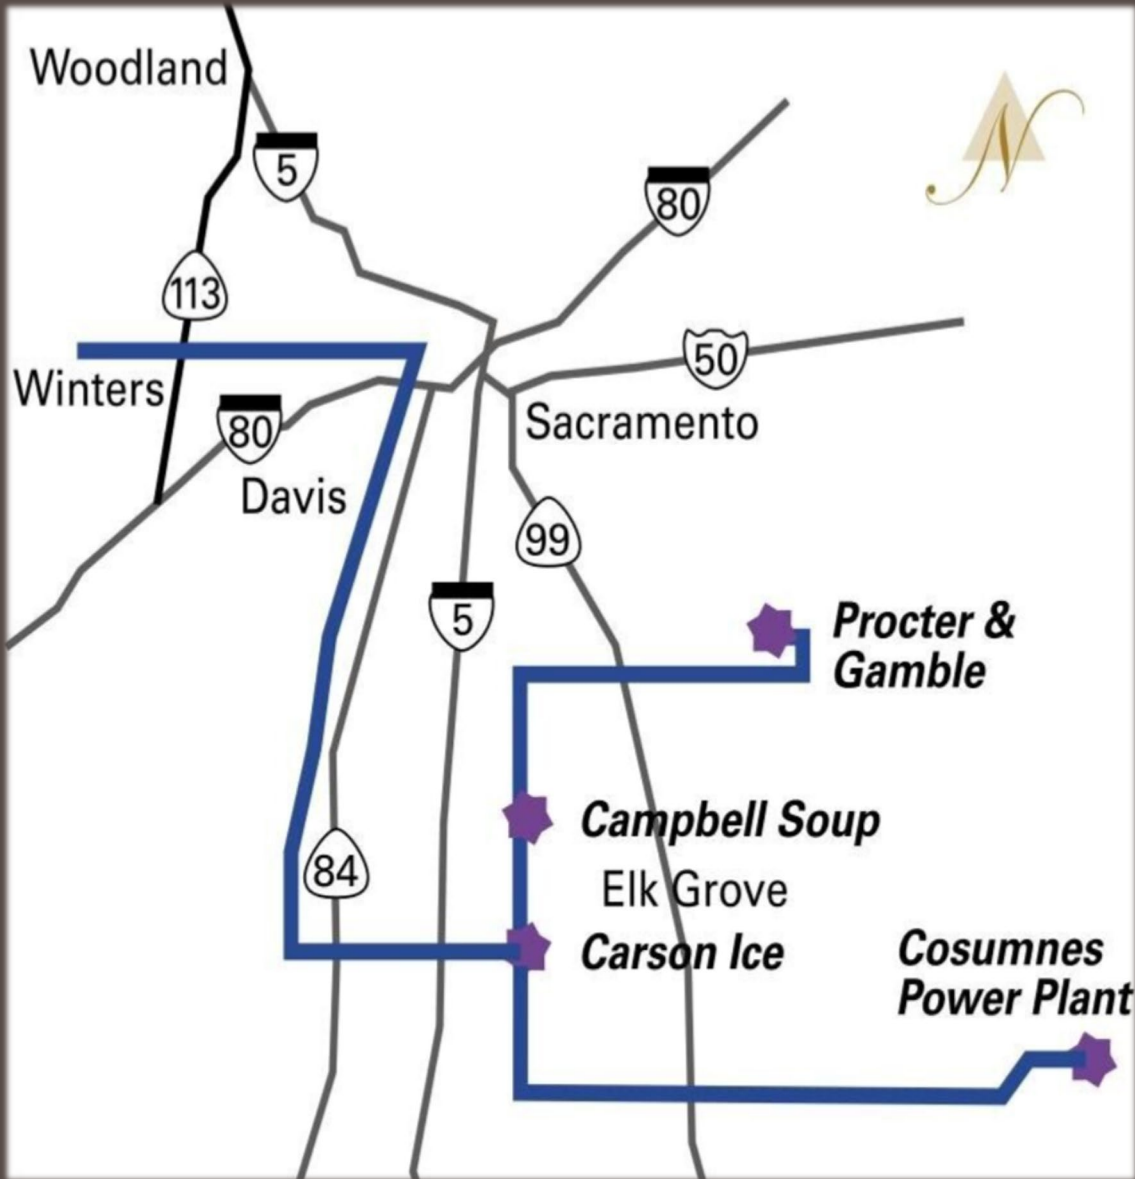 Woodland
5
80
N
113
50
Winters
80
Sacramento
Davis
99
5
Procter &
Gamble
Campbell Soup
84
Elk Grove
Carson Ice
Cosumnes
Power Plant